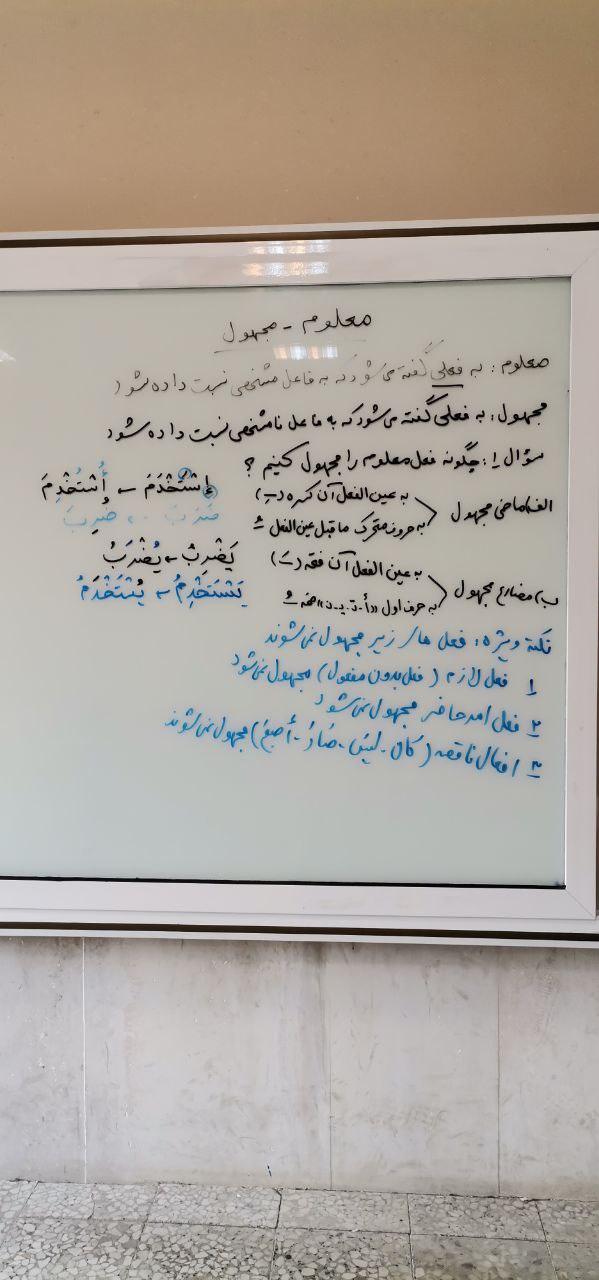 معلوم - مجهول
معلوم: به فعلی گفته می‌شود که به فاعل مشخصی نسبت داده شود
مجهول: به فعلی گفته می‌شود که به فاعل نامشخصی نسبت داده شود
سؤال ۱: چگونه فعل معلوم را مجهول کنیم؟
الف) ماضی مجهول
به عین الفعل آن کسره (ـِ) إِسْتَخْدَمَ ← أُسْتُخْدِمَ
به حروف متحرک ماقبل عین الفعل ـُ ضَرَبَ ← ضُرِبَ
ب) مضارع مجهول
به عین الفعل آن فتحه (ـَ) يَضْرِبُ ← يُضْرَبُ
به حرف اول «أ-ت-ی-ن» ضمه ـُ يَسْتَخْدِمُ ← يُسْتَخْدَمُ
نکته ویژه: فعل های زیر مجهول نمی‌شوند
۱ فعل لازم (فعل بدون مفعول) مجهول نمی‌شود
۲ فعل امر حاضر مجهول نمی‌شود
۳ افعال ناقصه (کان - لیس - صارَ - أصبحَ) مجهول نمی‌شوند